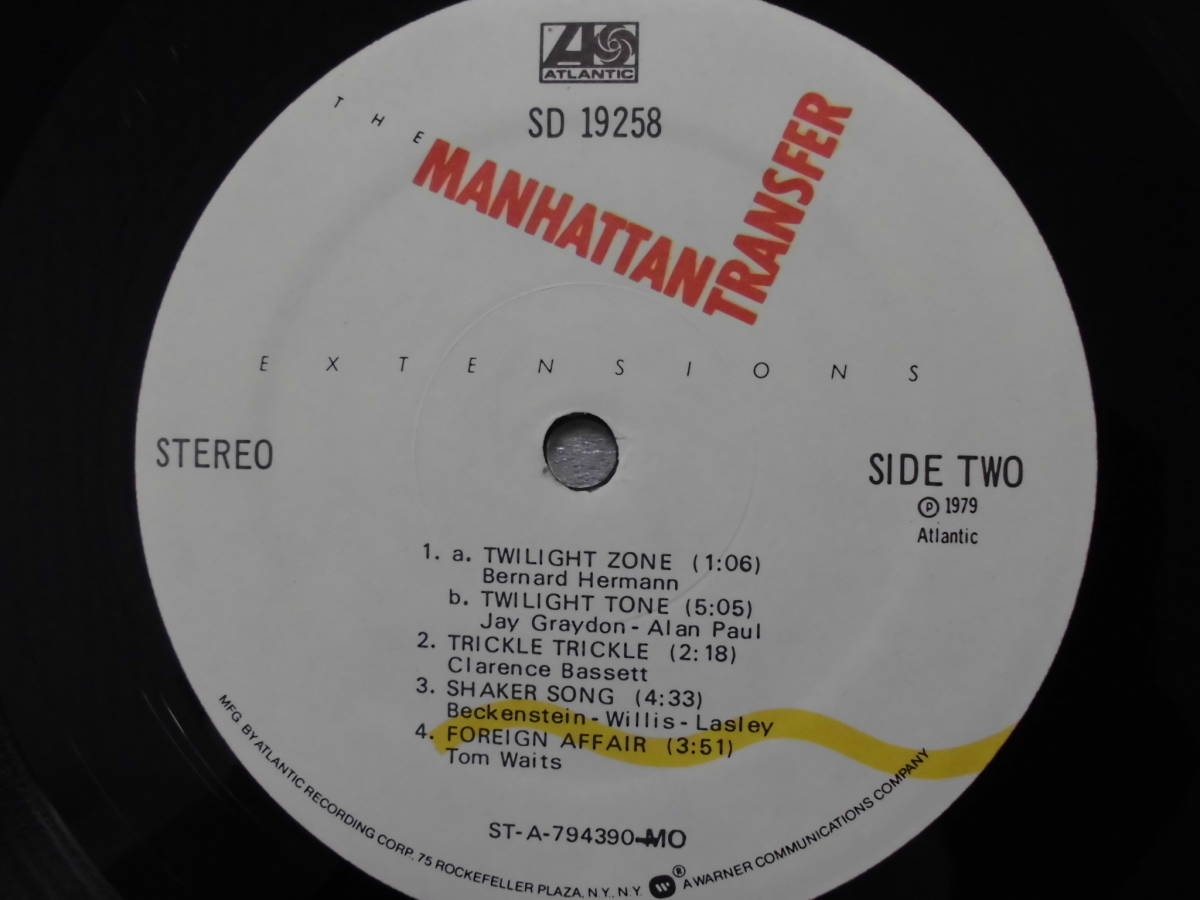 ATLANTIC
SD 19258
THE
MANHATTAN
TRANSFER
EXTENSIONS
STEREO
SIDE TWO
Ⓟ 1979
Atlantic
1. a. TWILIGHT ZONE (1:06)
Bernard Hermann
b. TWILIGHT TONE (5:05)
Jay Graydon - Alan Paul
2. TRICKLE TRICKLE (2:18)
Clarence Bassett
3. SHAKER SONG (4:33)
Beckenstein - Willis - Lasley
4. FOREIGN AFFAIR (3:51)
Tom Waits
ST-A-794390-MO
MFG. BY ATLANTIC RECORDING CORP. 75 ROCKEFELLER PLAZA, N.Y., N.Y. ® A WARNER COMMUNICATIONS COMPANY